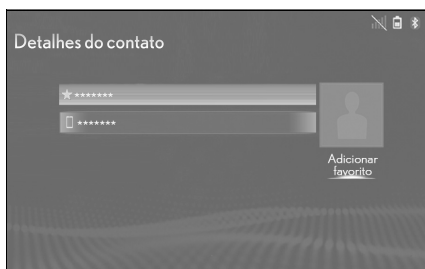 Detalhes do contato
*******
*******
Adicionar
favorito